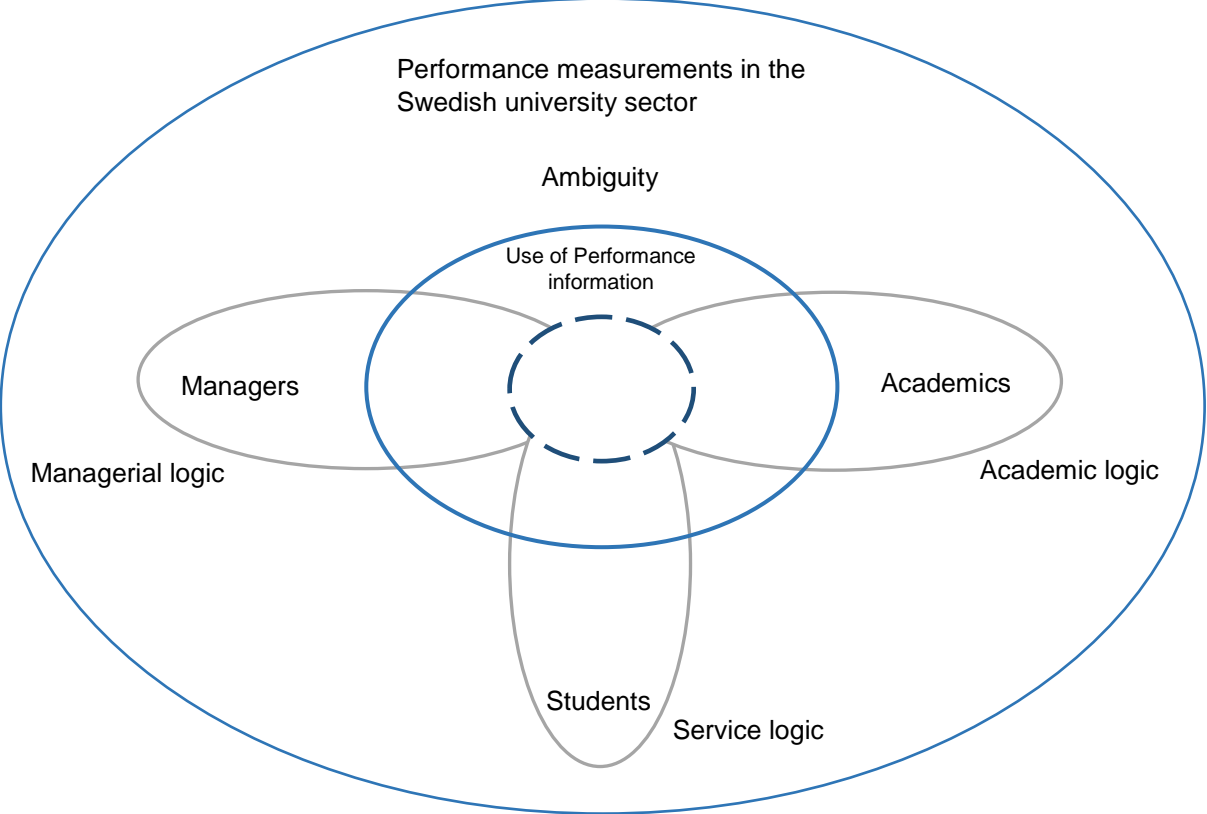 Performance measurements in the
Swedish university sector
Ambiguity
Use of Performance
information
Managers
Academics
Managerial logic
Academic logic
Students
Service logic